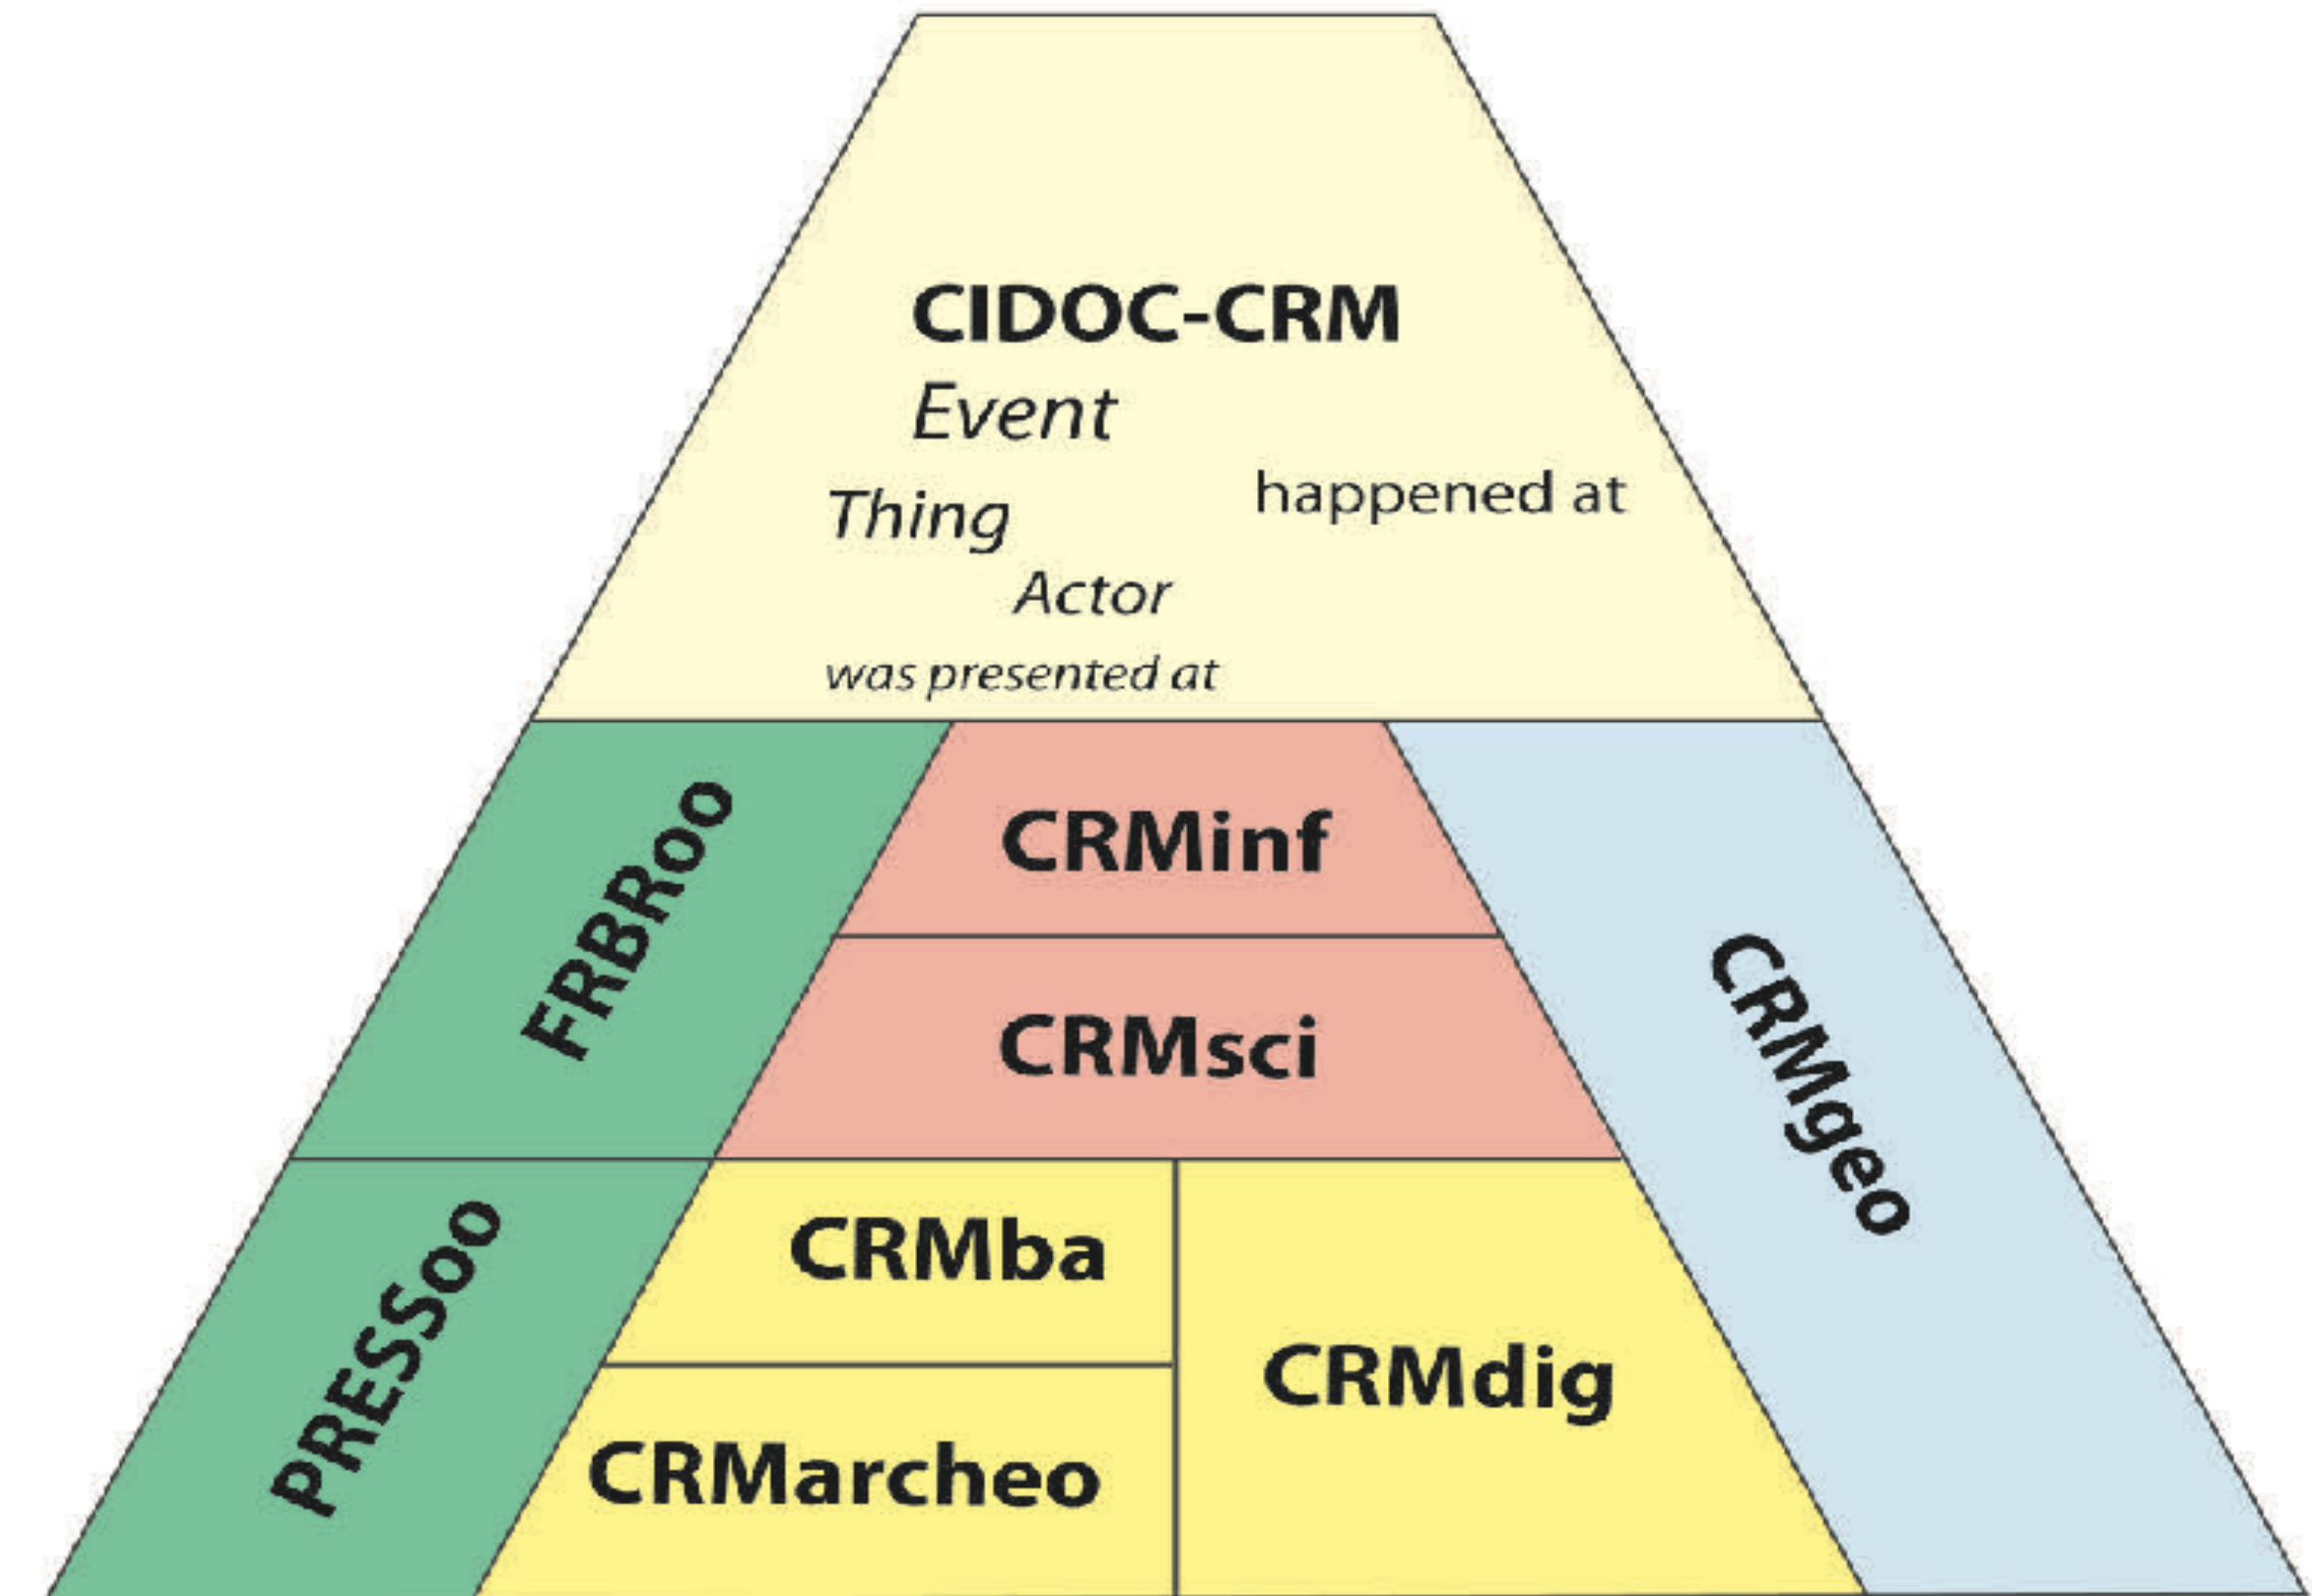 CIDOC-CRM
Event
Thing
happened at
Actor
was presented at
FRBRoo
CRMinf
CRMsci
CRMgeo
PRESSoo
CRMba
CRMdig
CRMarcheo